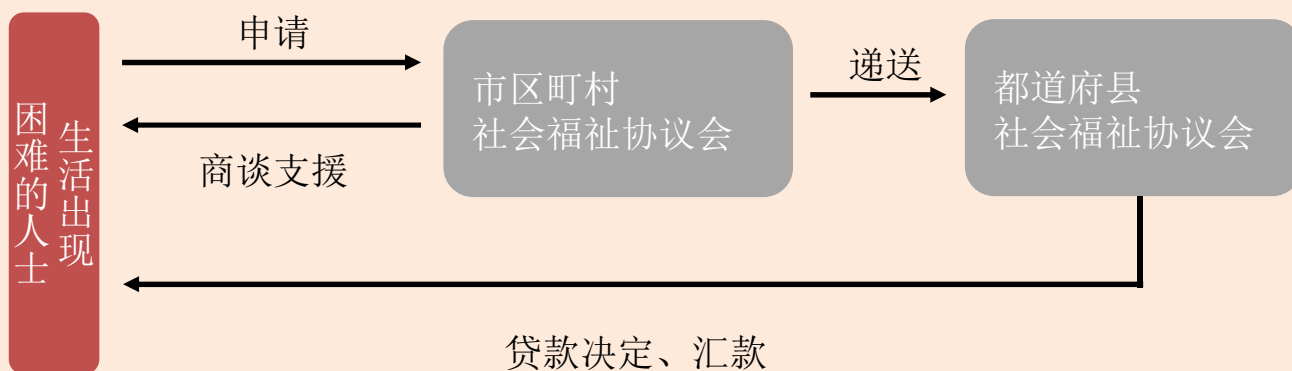 生活出现
困难的人士
申请
商谈支援
市区町村
社会福祉协议会
递送
都道府县
社会福祉协议会
贷款决定、汇款